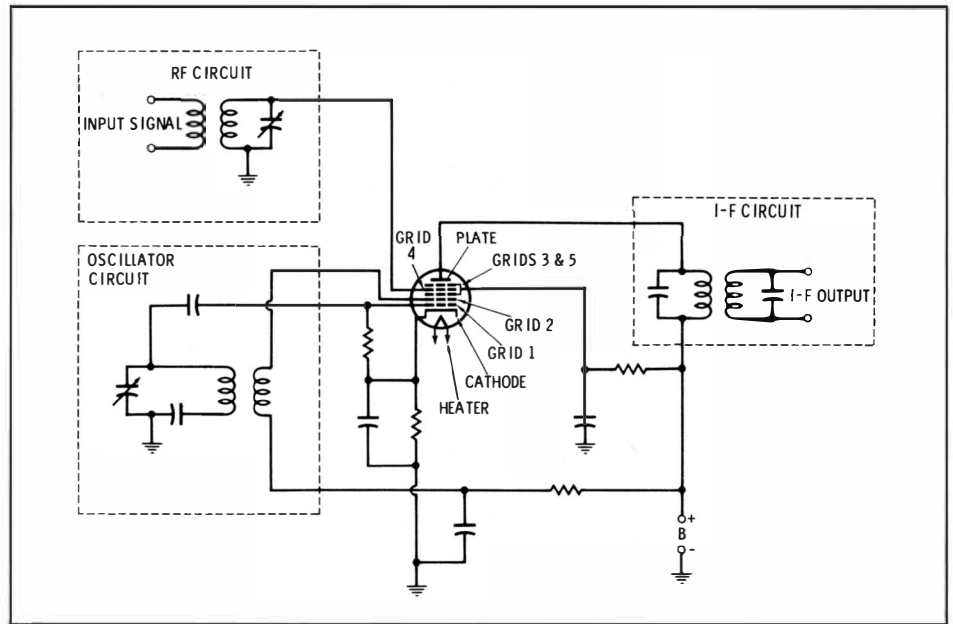 RF CIRCUIT
INPUT SIGNAL
I-F CIRCUIT
I-F OUTPUT
OSCILLATOR
CIRCUIT
GRID
4
PLATE
GRIDS 3 & 5
GRID 2
GRID 1
CATHODE
HEATER
+
B
-